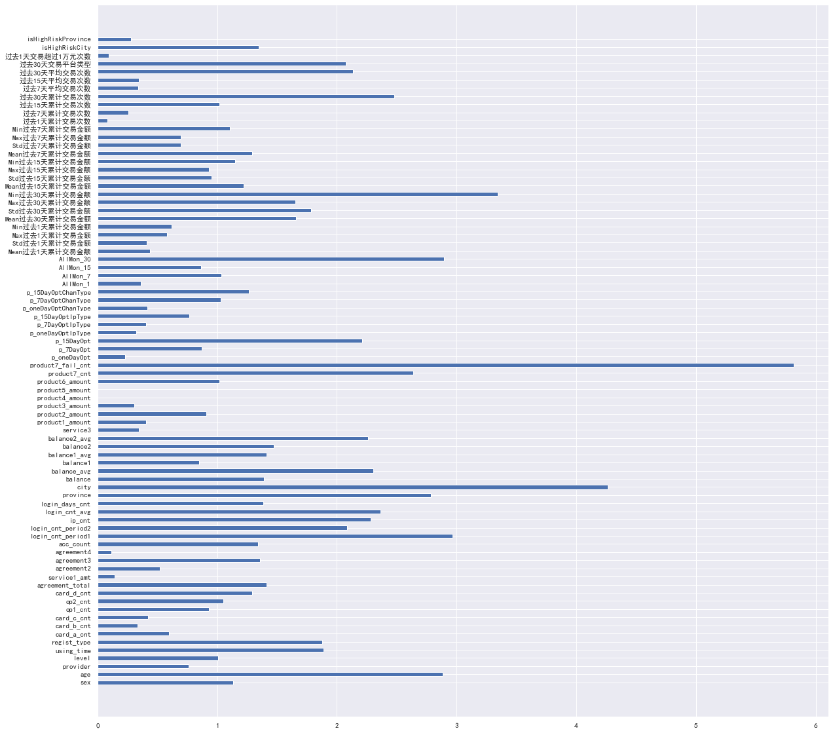 isHighRiskProvince
isHighRiskCity
过去1天交易超过1万元次数
过去30天交易平台类型
过去30天平均交易次数
过去15天平均交易次数
过去7天平均交易次数
过去30天累计交易次数
过去15天累计交易次数
过去7天累计交易次数
过去1天累计交易次数
Min过去7天累计交易金额
Max过去7天累计交易金额
Std过去7天累计交易金额
Mean过去7天累计交易金额
Min过去15天累计交易金额
Max过去15天累计交易金额
Std过去15天累计交易金额
Mean过去15天累计交易金额
Min过去30天累计交易金额
Max过去30天累计交易金额
Std过去30天累计交易金额
Mean过去30天累计交易金额
Min过去1天累计交易金额
Max过去1天累计交易金额
Std过去1天累计交易金额
Mean过去1天累计交易金额
AllMon_30
AllMon_15
AllMon_7
AllMon_1
p_15DayOptChanType
p_7DayOptChanType
p_oneDayOptChanType
p_15DayOptIpType
p_7DayOptIpType
p_oneDayOptIpType
p_15DayOpt
p_7DayOpt
p_oneDayOpt
product7_fail_cnt
product7_cnt
product6_amount
product5_amount
product4_amount
product3_amount
product2_amount
product1_amount
service3
balance2_avg
balance2
balance1_avg
balance1
balance_avg
balance
city
province
login_days_cnt
login_cnt_avg
ip_cnt
login_cnt_period2
login_cnt_period1
acc_count
agreement4
agreement3
agreement2
service1_amt
agreement_total
card_d_cnt
op2_cnt
op1_cnt
card_c_cnt
card_b_cnt
card_a_cnt
regist_type
using_time
level
provider
age
sex
0 1 2 3 4 5 6